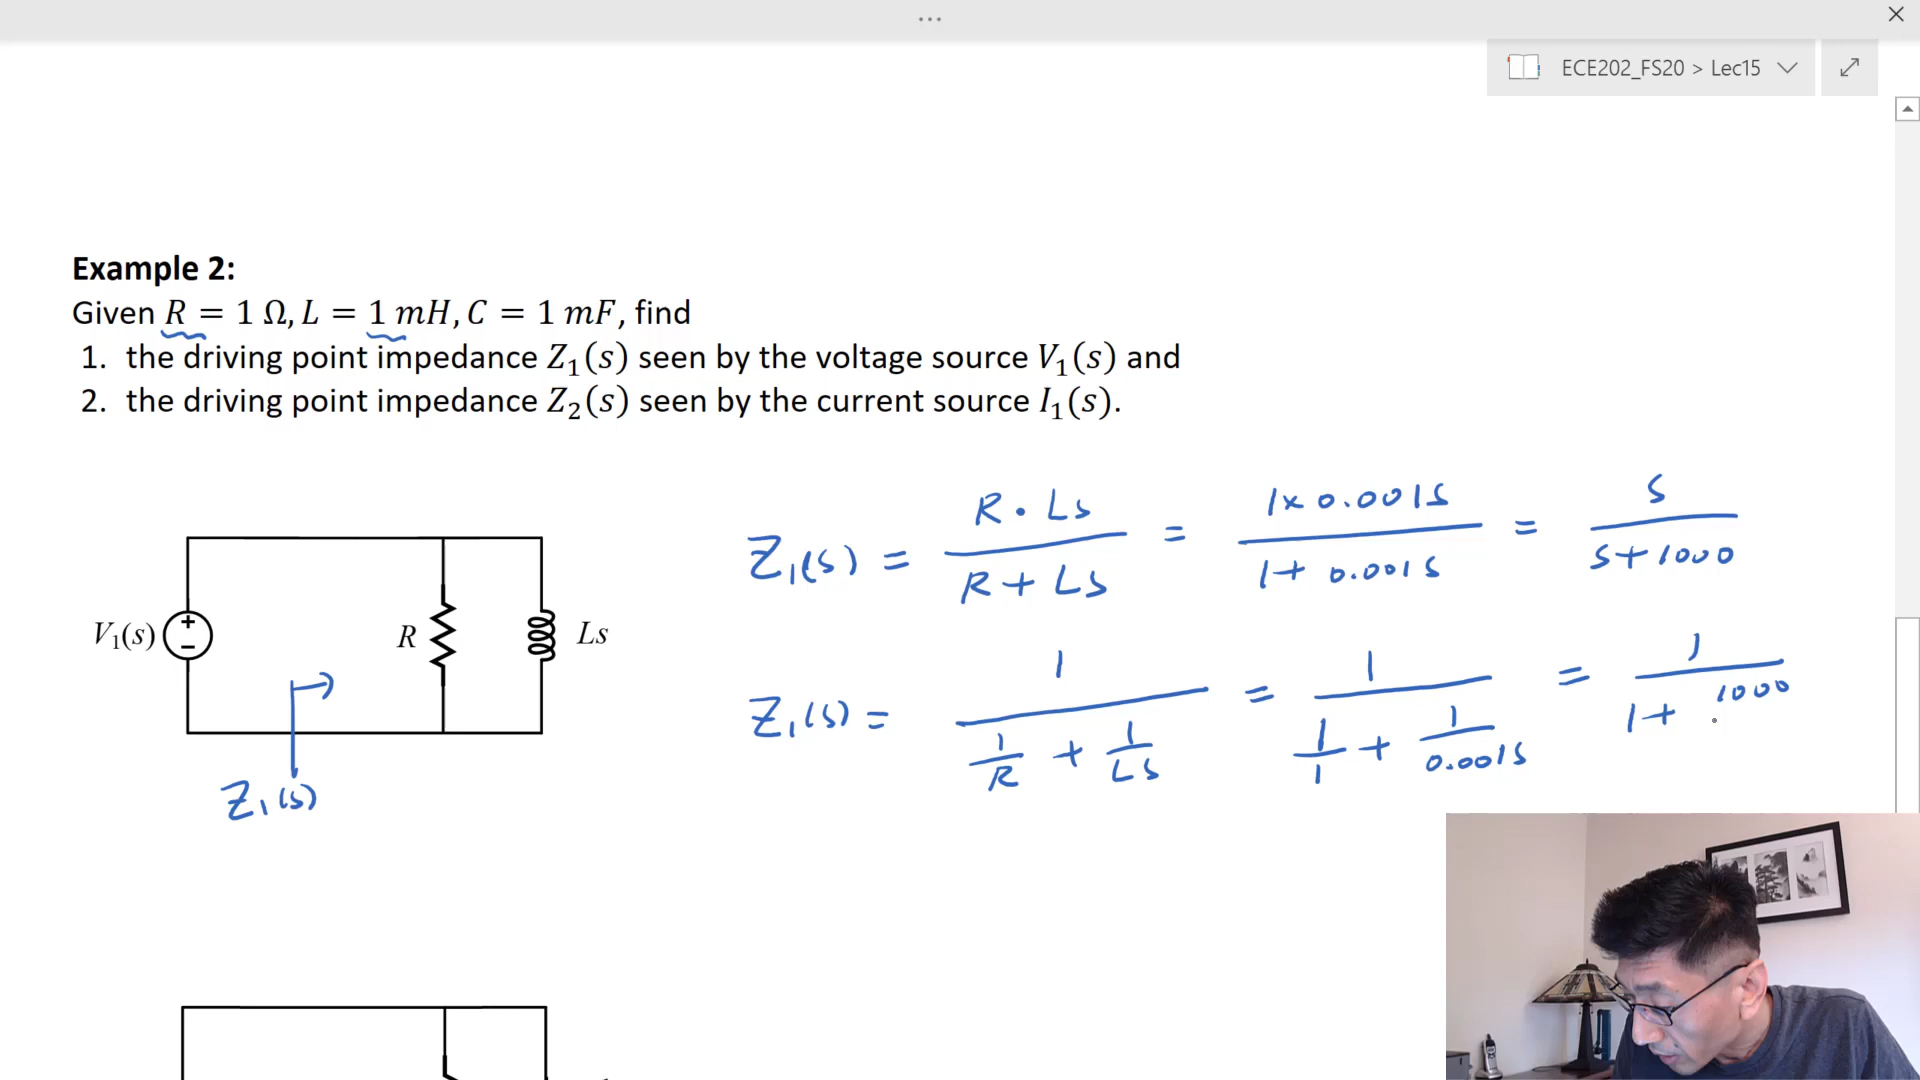 ECE202_FS20 > Lec15
Example 2:
Given R = 1 Ω, L = 1 mH, C = 1 mF, find
1. the driving point impedance Z₁(s) seen by the voltage source V₁(s) and
2. the driving point impedance Z₂(s) seen by the current source I₁(s).
Z₁(s) = R · Ls / R + Ls = 1 x 0.001s / 1 + 0.001s = s / s + 1000
V₁(s) + − R Ls
Z₁(s) = 1 / 1/R + 1/Ls = 1 / 1/1 + 1/0.001s = 1 / 1 + 1000
Z₁(s)